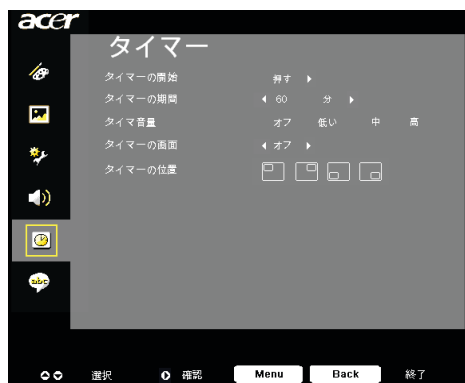 acer
タイマー
タイマーの開始 押す
タイマーの期間 60 分
タイマ音量 オフ 低い 中 高
タイマーの画面 オフ
タイマーの位置
abc
選択 確認 Menu Back 終了